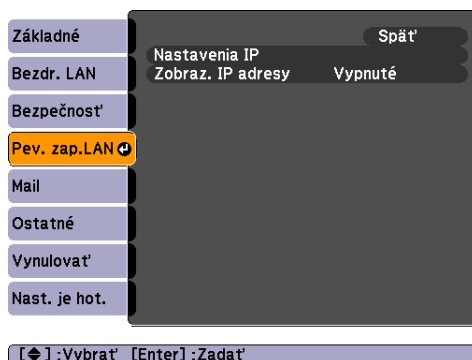 Základné
Bezdr. LAN
Bezpečnosť
Pev. zap.LAN
Mail
Ostatné
Vynulovať
Nast. je hot.
Späť
Nastavenia IP
Zobraz. IP adresy Vypnuté
[◆] :Vybrať [Enter] :Zadať